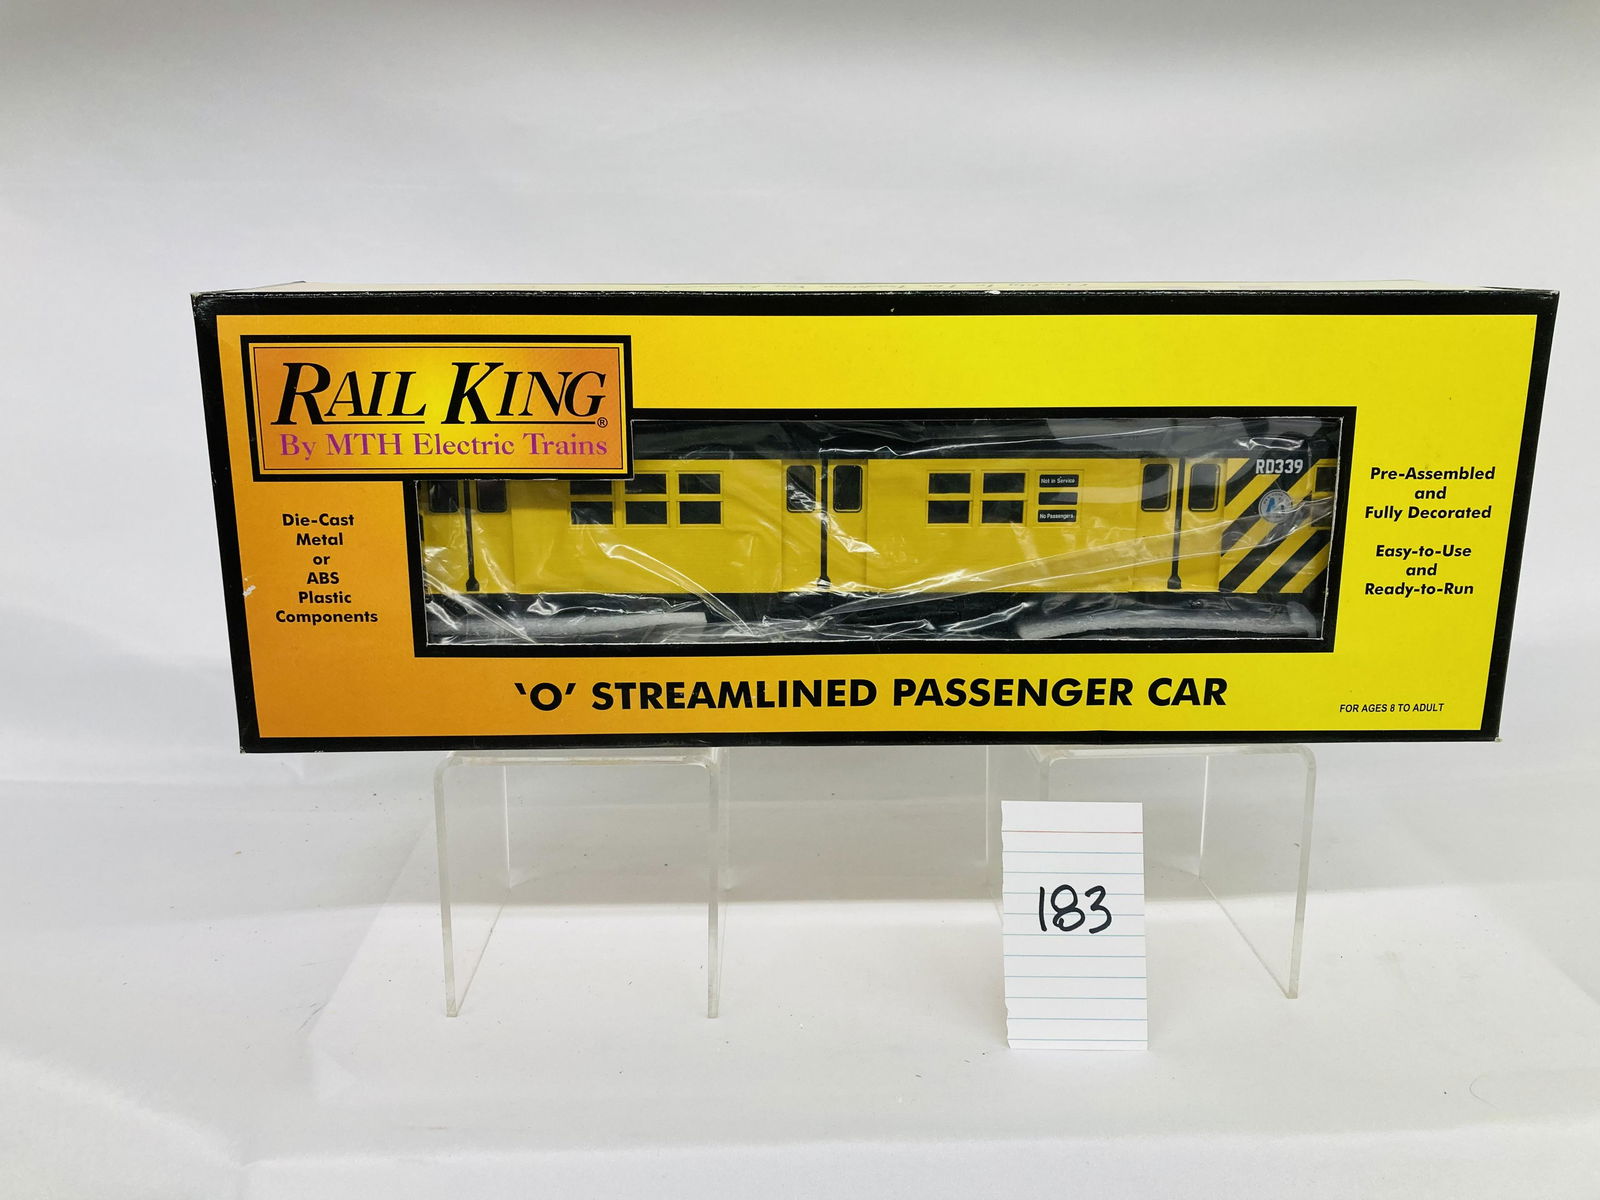 RAIL KING®
By MTH Electric Trains
Die-Cast
Metal
or
ABS
Plastic
Components
RD339
Not in Service
No Passengers
Pre-Assembled
and
Fully Decorated
Easy-to-Use
and
Ready-to-Run
'O' STREAMLINED PASSENGER CAR
FOR AGES 8 TO ADULT
183